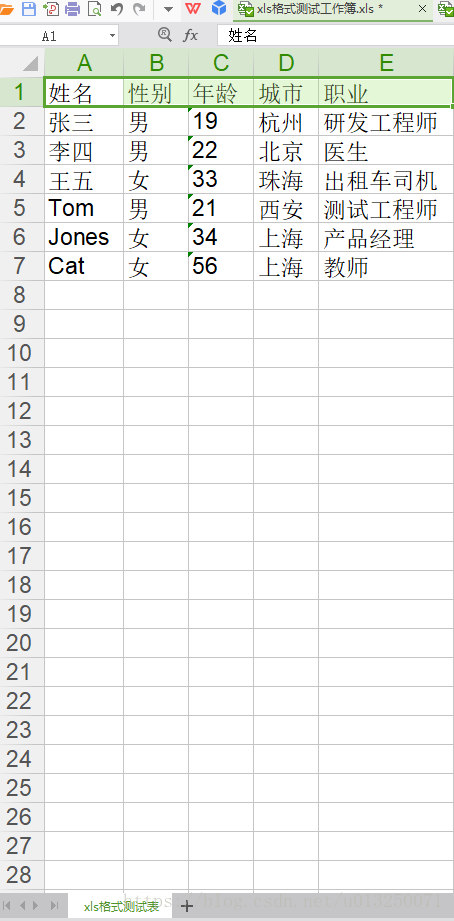 xls格式测试工作簿.xls *
A1 fx 姓名
A B C D E
1 姓名 性别 年龄 城市 职业
2 张三 男 19 杭州 研发工程师
3 李四 男 22 北京 医生
4 王五 女 33 珠海 出租车司机
5 Tom 男 21 西安 测试工程师
6 Jones 女 34 上海 产品经理
7 Cat 女 56 上海 教师
8
9
10
11
12
13
14
15
16
17
18
19
20
21
22
23
24
25
26
27
28
xls格式测试表